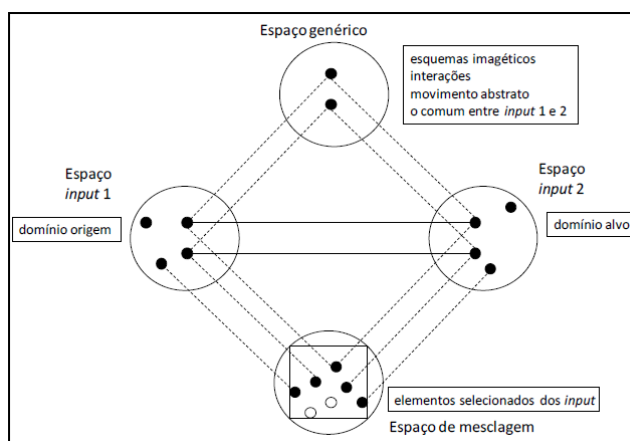 Espaço genérico
esquemas imagéticos
interações
movimento abstrato
o comum entre input 1 e 2
Espaço
input 1
Espaço
input 2
domínio origem
domínio alvo
elementos selecionados dos input
Espaço de mesclagem